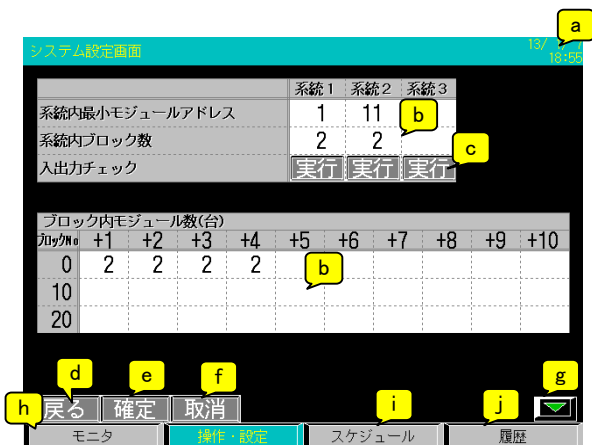 a
システム設定画面 13/ 7
18:55
系統1 系統2 系統3
系統内最小モジュールアドレス 1 11 b
系統内ブロック数 2 2
c
入出力チェック 実行 実行 実行
ブロック内モジュール数(台)
ブロックNo +1 +2 +3 +4 +5 +6 +7 +8 +9 +10
0 2 2 2 2 b
10
20
d e f g
h 戻る 確定 取消 i j
モニタ 操作・設定 スケジュール 履歴